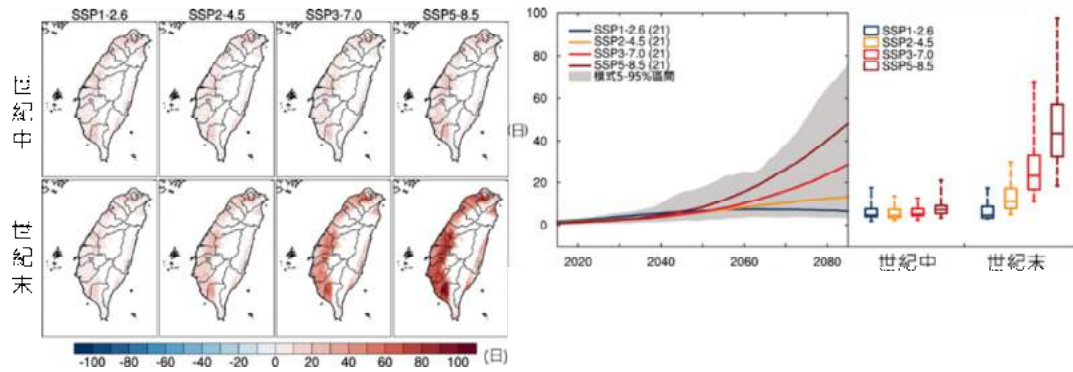 SSP1-2.6 SSP2-4.5 SSP3-7.0 SSP5-8.5
世紀中
世紀末
-100 -80 -60 -40 -20 0 20 40 60 80 100 (日)
100
80
60
(日)
40
20
0
SSP1-2.6 (21)
SSP2-4.5 (21)
SSP3-7.0 (21)
SSP5-8.5 (21)
模式5-95%區間
2020 2040 2060 2080
SSP1-2.6
SSP2-4.5
SSP3-7.0
SSP5-8.5
世紀中 世紀末